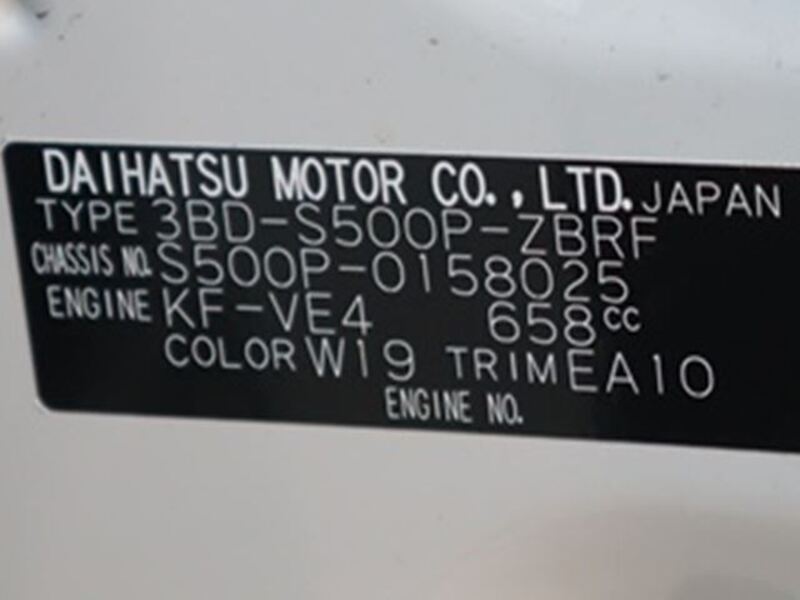 DAIHATSU MOTOR CO., LTD. JAPAN
TYPE 3BD-S500P-ZBRF
CHASSIS NO. S500P-0158025
ENGINE KF-VE4 658cc
COLOR W19 TRIM EA10
ENGINE NO.